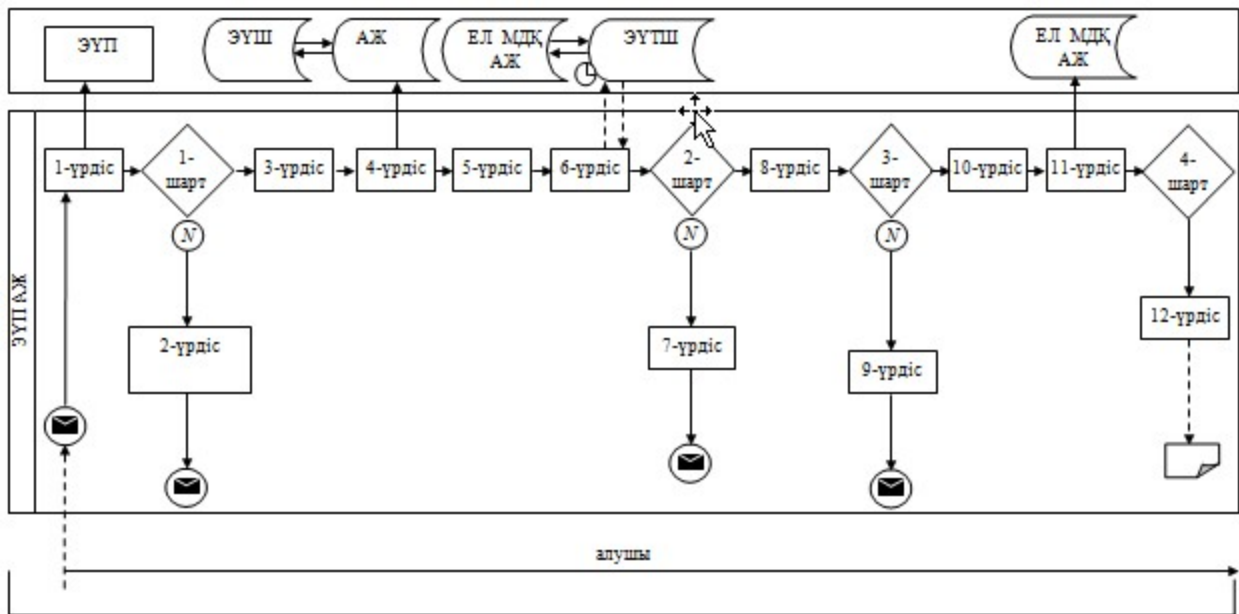 ЭҮП
ЭҮШ
АЖ
ЕЛ МДҚ
АЖ
ЭҮТШ
ЕЛ МДҚ
АЖ
ЭҮП АЖ
1-үрдіс
1-
шарт
3-үрдіс
4-үрдіс
5-үрдіс
6-үрдіс
2-
шарт
8-үрдіс
3-
шарт
10-үрдіс
11-үрдіс
4-
шарт
N
N
N
2-үрдіс
7-үрдіс
9-үрдіс
12-үрдіс
алушы